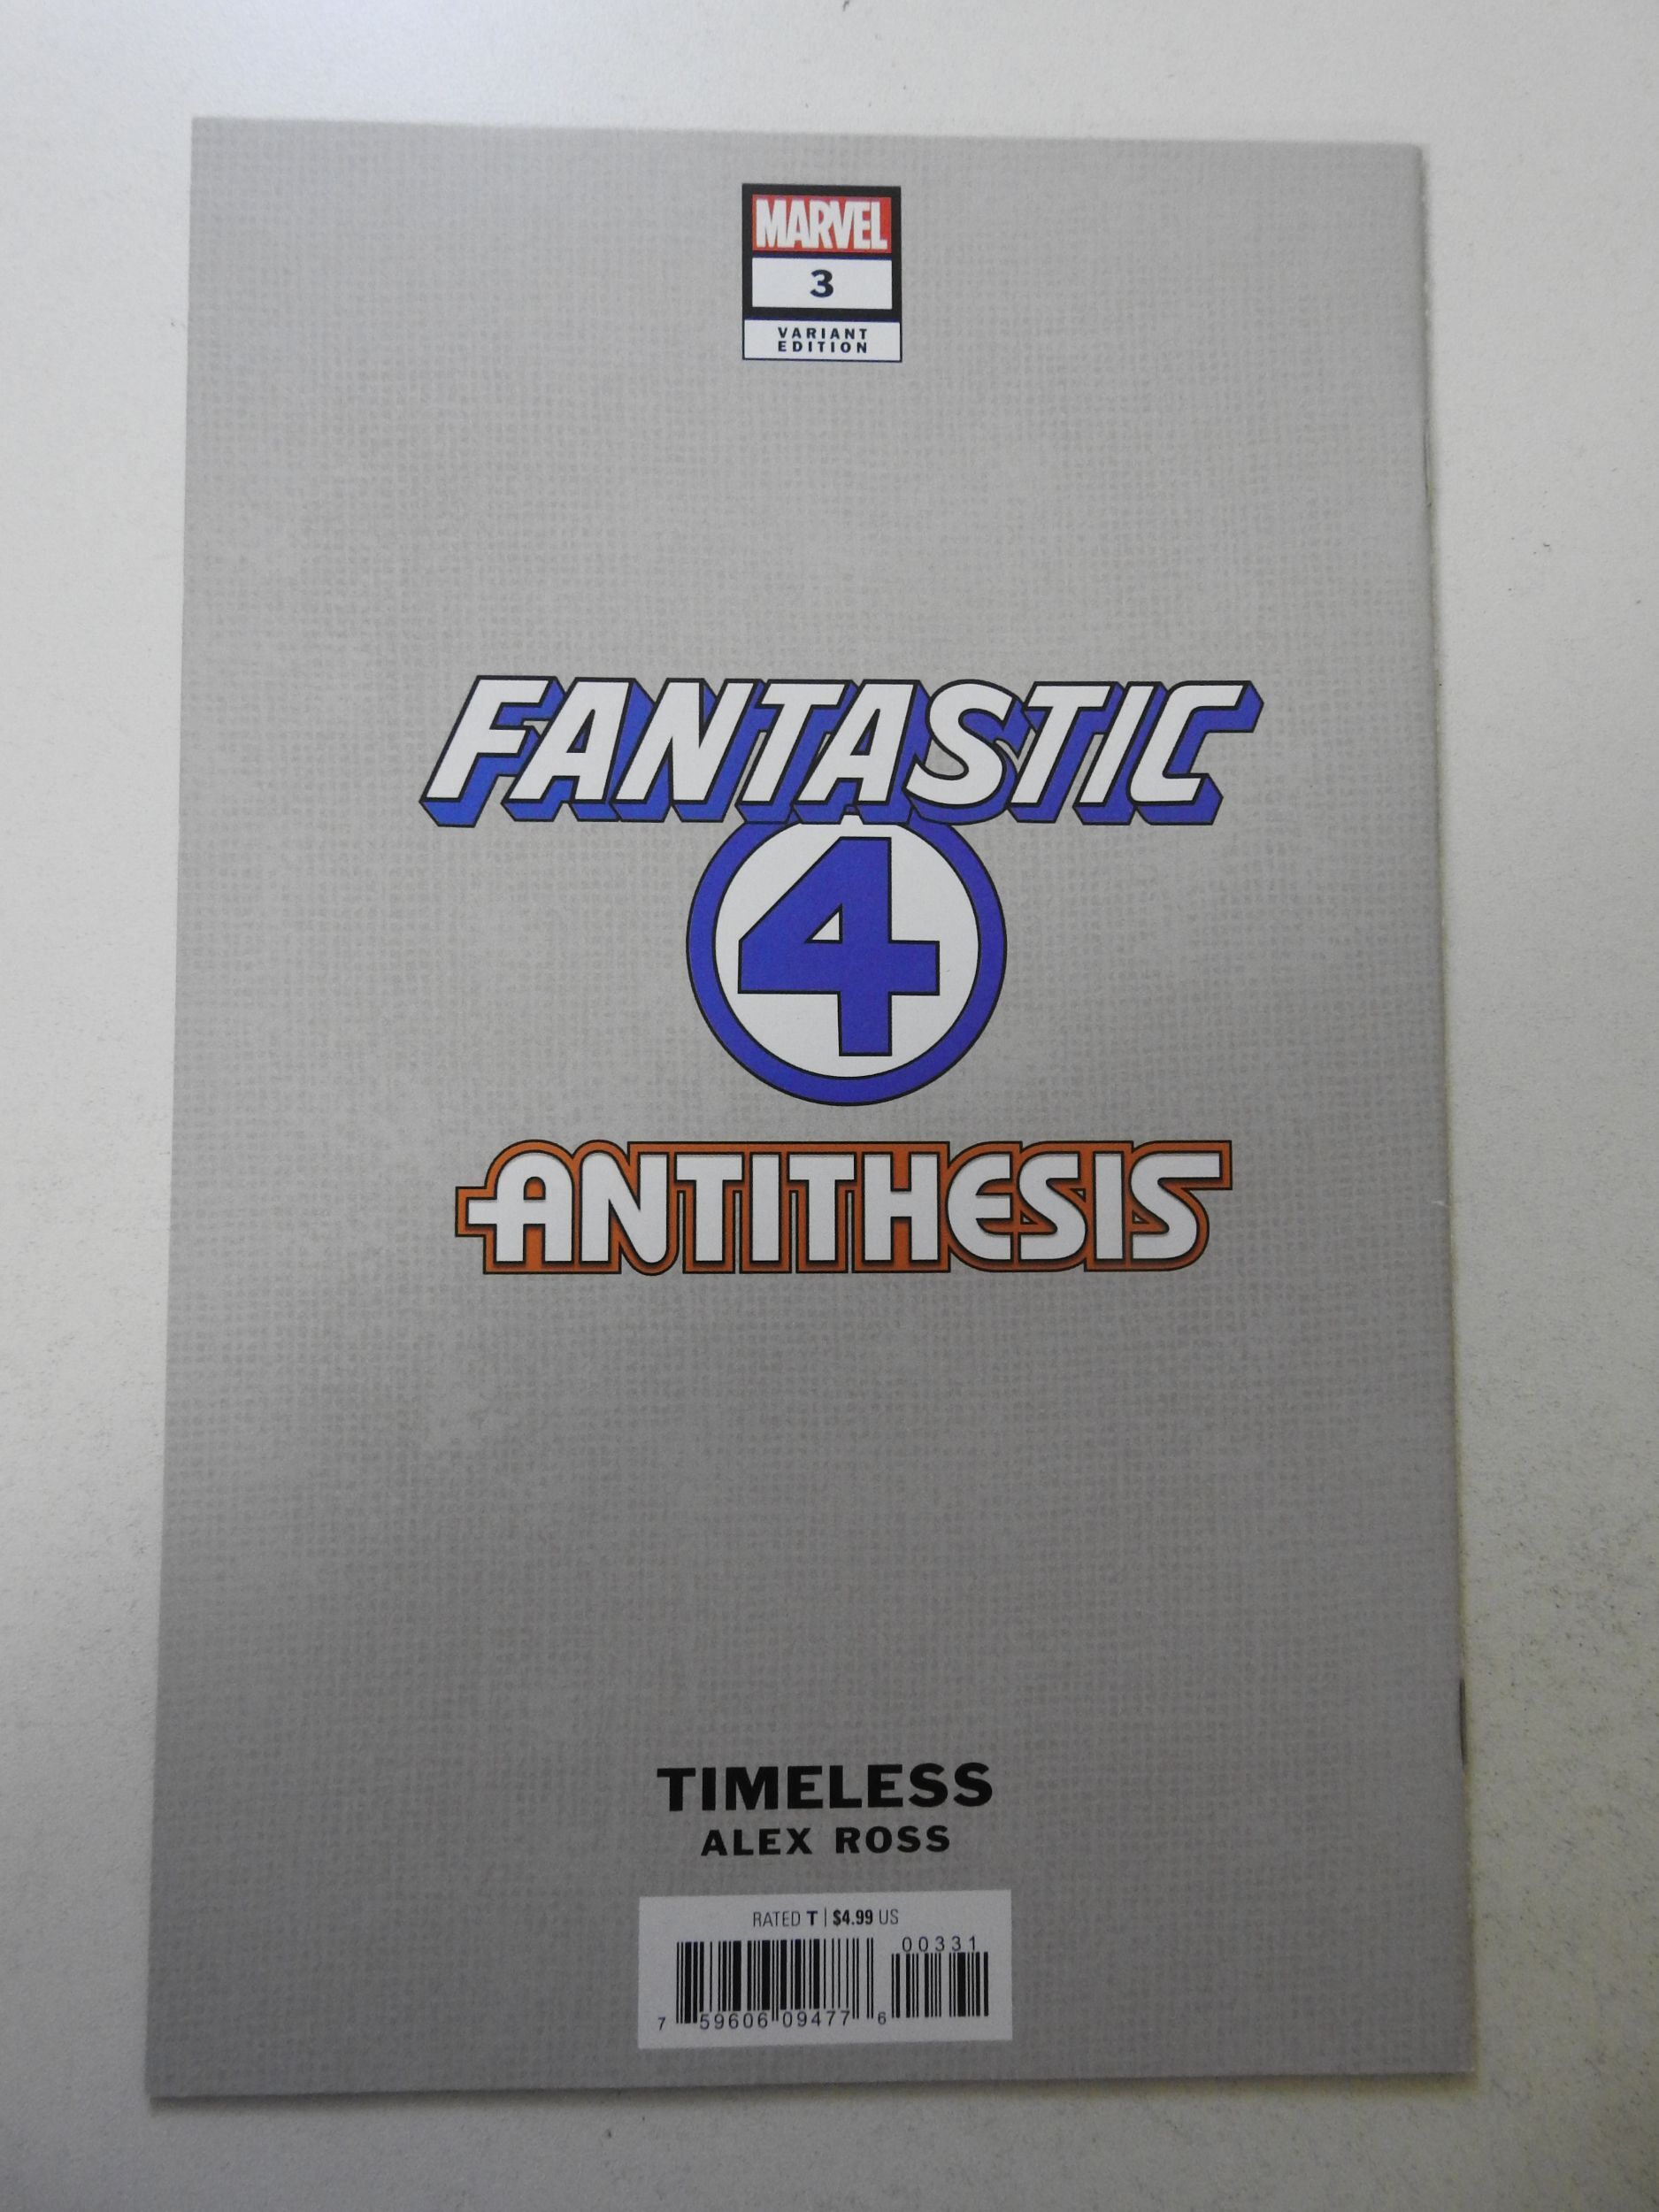 MARVEL
3
VARIANT
EDITION
FANTASTIC
4
ANTITHESIS
TIMELESS
ALEX ROSS
RATED T | $4.99 US
00331
7 59606 09477 6